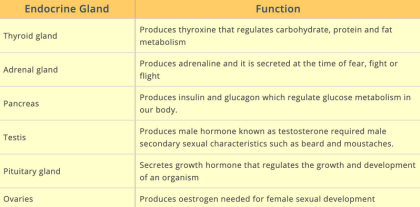 Endocrine Gland Function
Thyroid gland
Produces thyroxine that regulates carbohydrate, protein and fat
metabolism
Adrenal gland
Produces adrenaline and it is secreted at the time of fear, fight or
flight
Pancreas
Produces insulin and glucagon which regulate glucose metabolism in
our body.
Testis
Produces male hormone known as testosterone required male
secondary sexual characteristics such as beard and moustaches.
Pituitary gland
Secretes growth hormone that regulates the growth and development
of an organism
Ovaries
Produces oestrogen needed for female sexual development